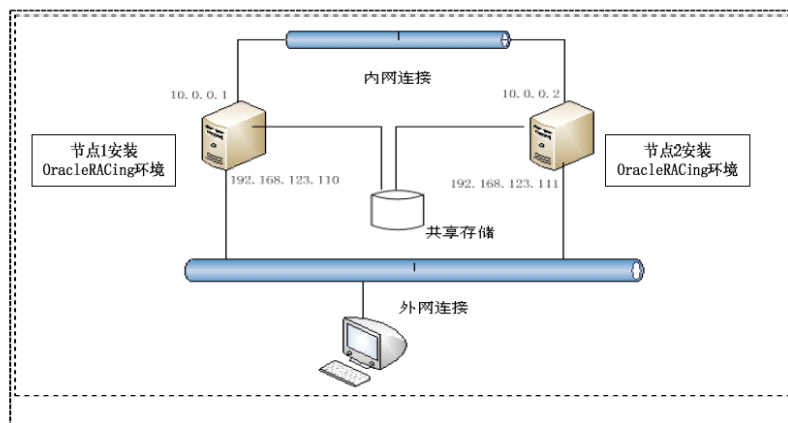 内网连接
10.0.0.1
10.0.0.2
节点1安装
OracleRACing环境
节点2安装
OracleRACing环境
192.168.123.110
192.168.123.111
共享存储
外网连接